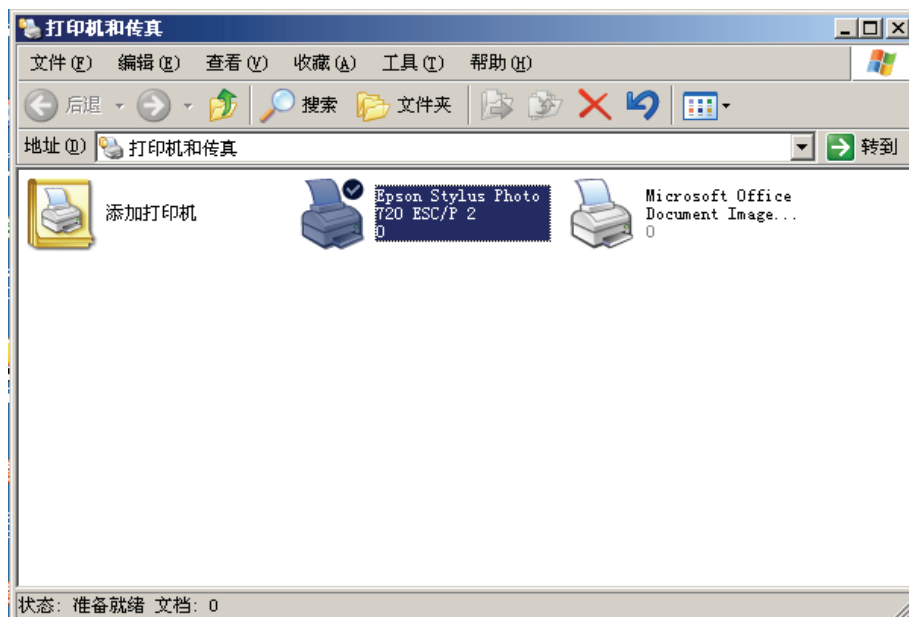 打印机和传真
文件(F) 编辑(E) 查看(V) 收藏(A) 工具(T) 帮助(H)
后退 搜索 文件夹
地址(D) 打印机和传真 转到
添加打印机
Epson Stylus Photo
720 ESC/P 2
0
Microsoft Office
Document Image...
0
状态: 准备就绪 文档: 0